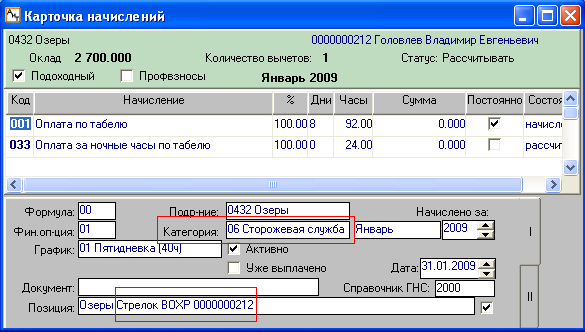 Карточка начислений
0432 Озеры 0000000212 Головлев Владимир Евгеньевич
Оклад 2 700.000 Количество вычетов: 1 Статус: Рассчитывать
Подоходный Профвзносы Январь 2009
Код Начисление % Дни Часы Сумма Постоянно Состоя
001 Оплата по табелю 100.00 8 92.00 0.000 начисле
033 Оплата за ночные часы по табелю 100.00 0 24.00 0.000 рассчит
Формула: 00 Подр-ние: 0432 Озеры Начислено за:
Фин.оп-ция: 01 Категория: 06 Сторожевая служба Январь 2009
График: 01 Пятидневка (40ч) Активно
Уже выплачено Дата: 31.01.2009
Документ: Справочник ГНС: 2000
Позиция: Озеры Стрелок ВОХР 0000000212
I
II